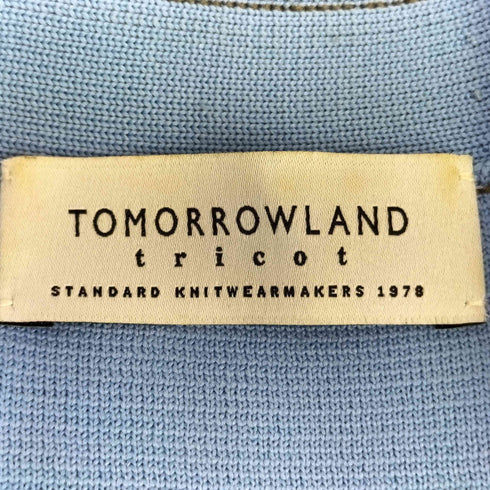 TOMORROWLAND
tricot
STANDARD KNITWEARMAKERS 1978